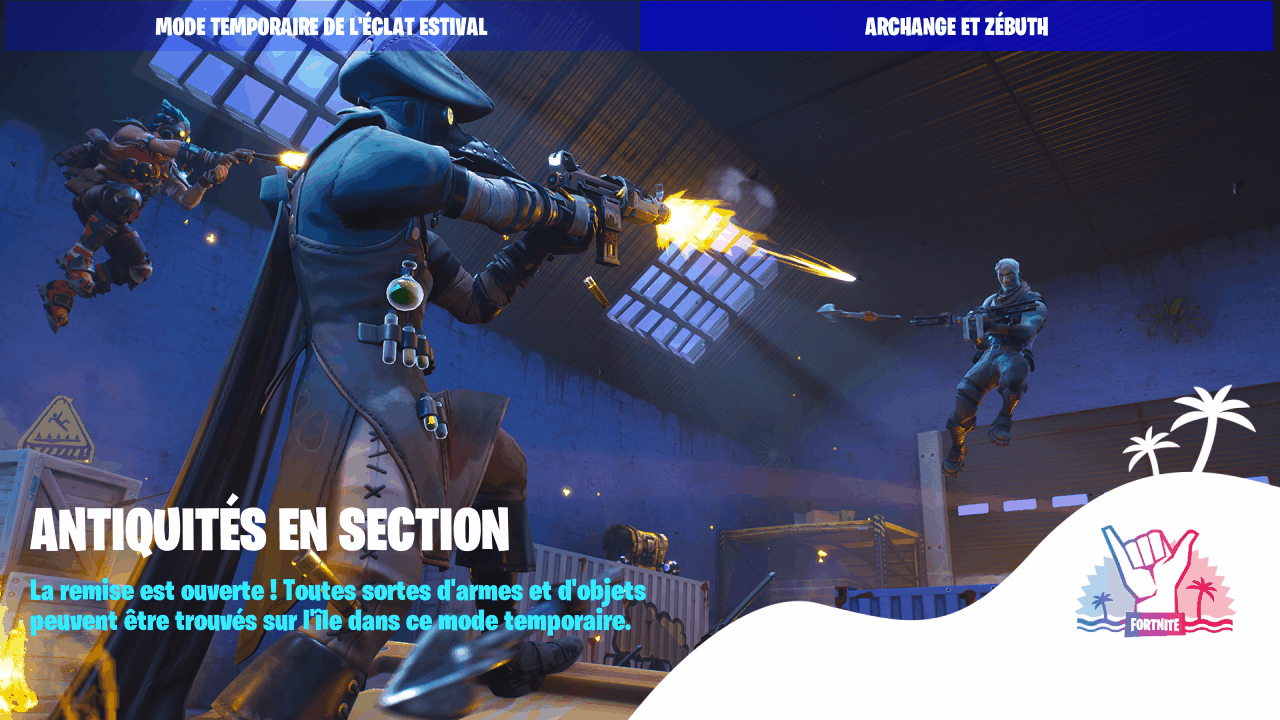 MODE TEMPORAIRE DE L'ÉCLAT ESTIVAL
ARCHANGE ET ZÉBUTH
ANTIQUITÉS EN SECTION
La remise est ouverte ! Toutes sortes d'armes et d'objets
peuvent être trouvés sur l'île dans ce mode temporaire.
FORTNITE